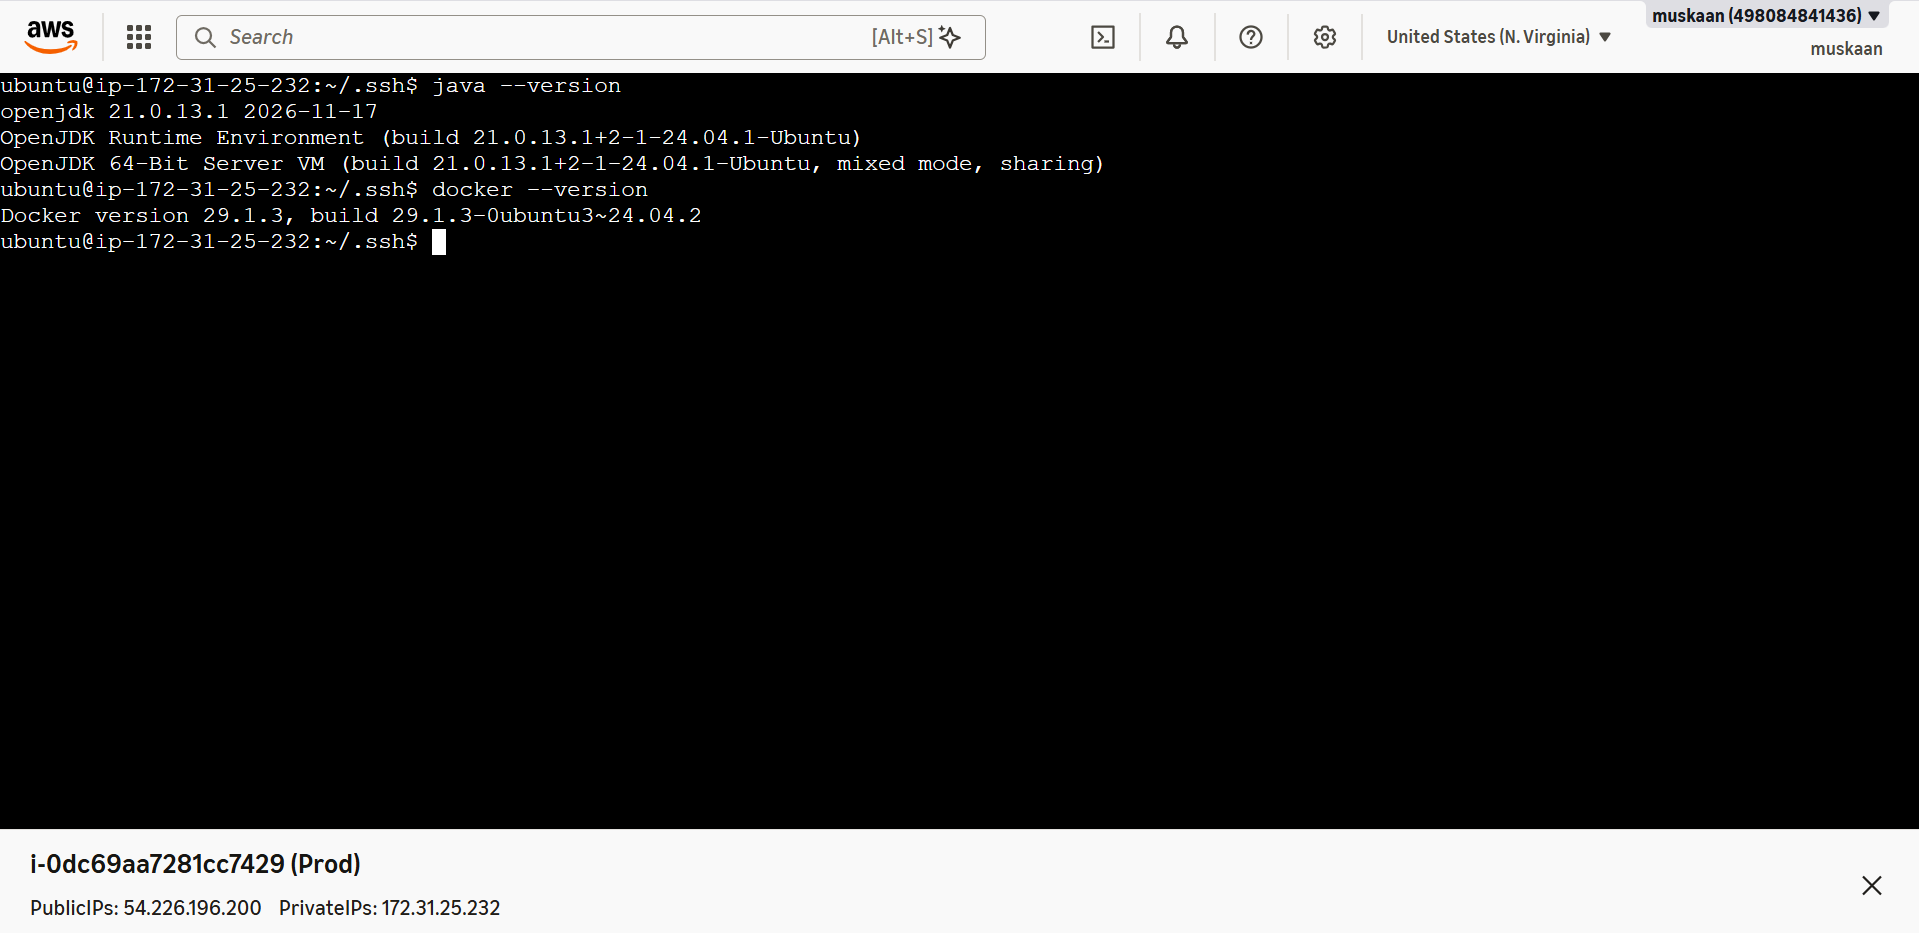 aws
Search [Alt+S]
United States (N. Virginia)
muskaan (498084841436)
muskaan
ubuntu@ip-172-31-25-232:~/.ssh$ java --version
openjdk 21.0.13.1 2026-11-17
OpenJDK Runtime Environment (build 21.0.13.1+2-1-24.04.1-Ubuntu)
OpenJDK 64-Bit Server VM (build 21.0.13.1+2-1-24.04.1-Ubuntu, mixed mode, sharing)
ubuntu@ip-172-31-25-232:~/.ssh$ docker --version
Docker version 29.1.3, build 29.1.3-0ubuntu3~24.04.2
ubuntu@ip-172-31-25-232:~/.ssh$
i-0dc69aa7281cc7429 (Prod)
PublicIPs: 54.226.196.200 PrivateIPs: 172.31.25.232